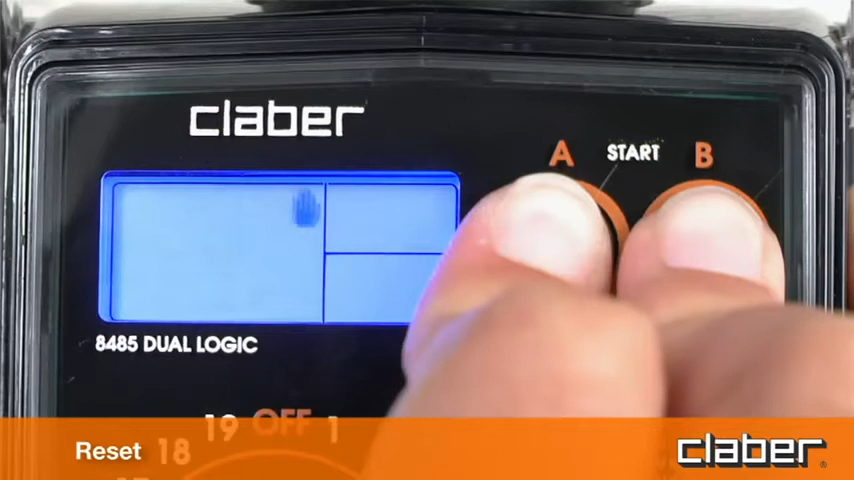 claber
A START B
8485 DUAL LOGIC
18 19 OFF 1
Reset
claber